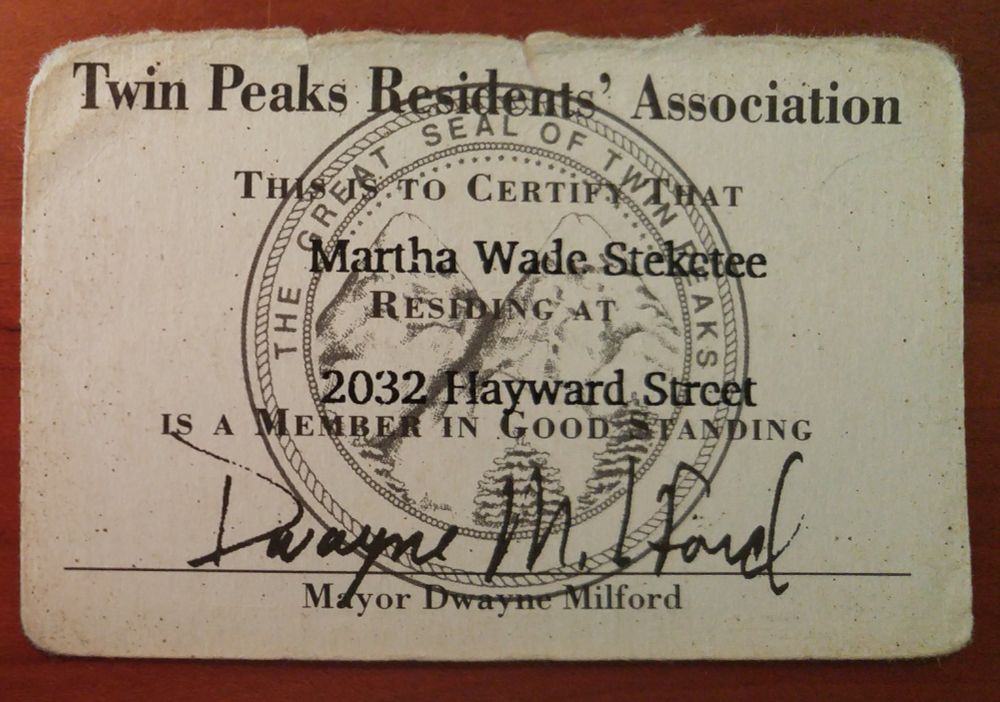 Twin Peaks Residents' Association
THE GREAT SEAL OF TWIN PEAKS
THIS IS TO CERTIFY THAT
Martha Wade Steketee
RESIDING AT
2032 Hayward Street
IS A MEMBER IN GOOD STANDING
Dwayne Milford
Mayor Dwayne Milford